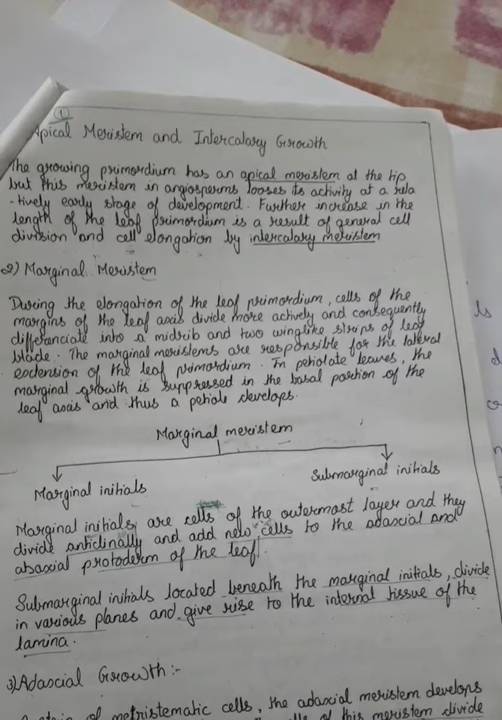 1
Apical Meristem and Intercalary Growth
The growing primordium has an apical meristem at the tip
but this meristem in angiosperms looses its activity at a rela
-tively early stage of development. Further increase in the
length of the leaf primordium is a result of general cell
division and cell elongation by intercalary meristem
2) Marginal Meristem
During the elongation of the leaf primordium, cells of the
margins of the leaf axis divide more actively and consequently
differenciate into a midrib and two winglike strips of leaf
blade. The marginal meristems are responsible for the lateral
extension of the leaf primordium. In petiolate leaves, the
marginal growth is suppressed in the basal portion of the
leaf axis and thus a petiole develops.
Marginal meristem
Marginal initials
Submarginal initials
Marginal initials are cells of the outermost layer and they
divide anticlinally and add new cells to the adaxial and
abaxial protoderm of the leaf.
Submarginal initials located beneath the marginal initials, divide
in various planes and give rise to the internal tissue of the
lamina.
3) Adaxial Growth:-
of metristematic cells, the adaxial meristem develops
of this meristem divide